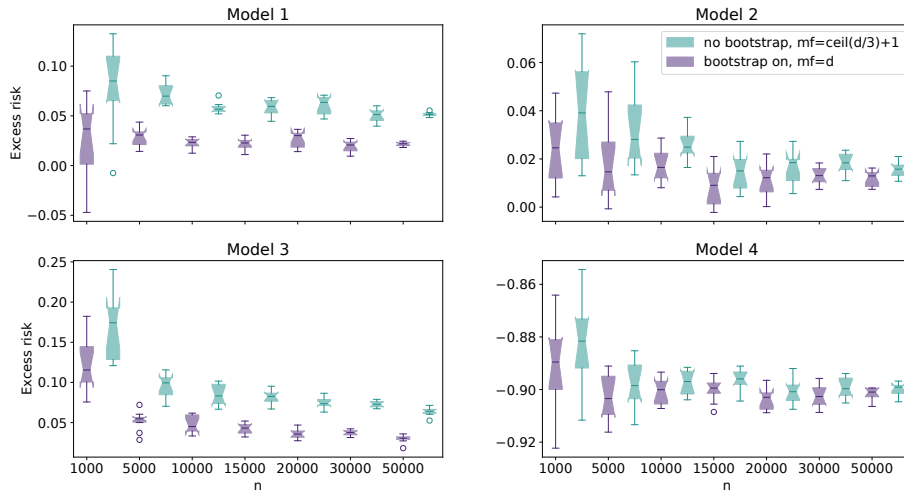 Model 1
Model 2
Excess risk
0.10
0.05
0.00
−0.05
0.06
0.04
0.02
0.00
no bootstrap, mf=ceil(d/3)+1
bootstrap on, mf=d
Model 3
Model 4
Excess risk
0.25
0.20
0.15
0.10
0.05
−0.86
−0.88
−0.90
−0.92
1000 5000 10000 15000 20000 30000 50000
1000 5000 10000 15000 20000 30000 50000
n
n